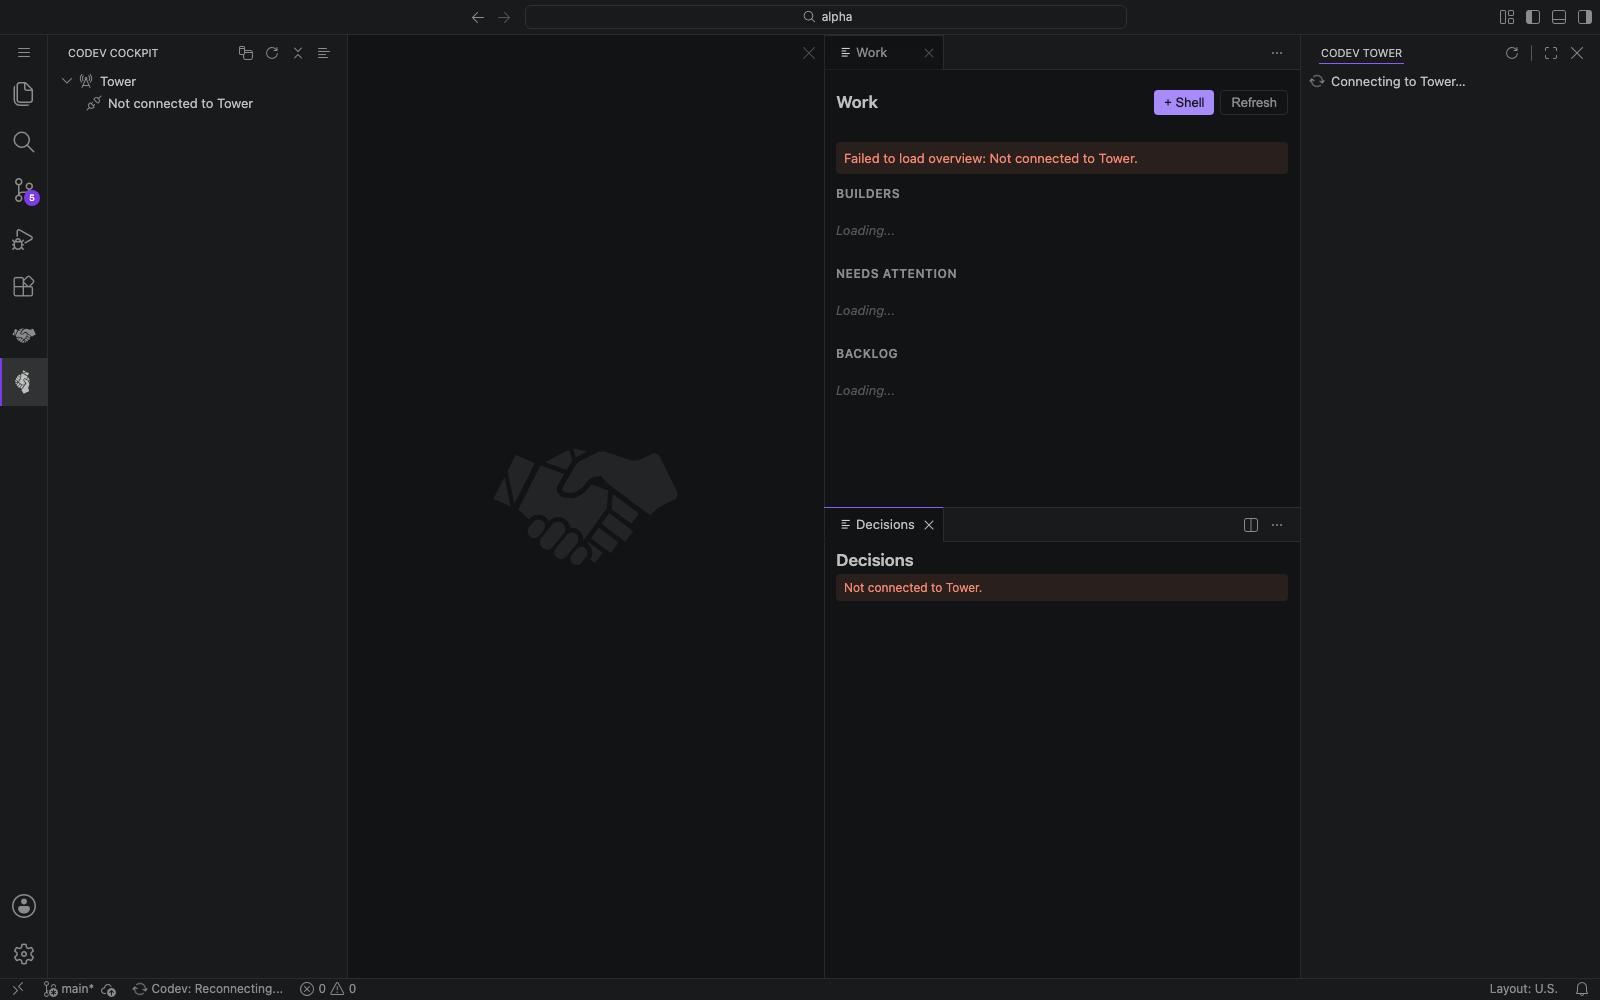 alpha
CODEV COCKPIT
Tower
Not connected to Tower
5
Work
Work
+ Shell
Refresh
Failed to load overview: Not connected to Tower.
BUILDERS
Loading...
NEEDS ATTENTION
Loading...
BACKLOG
Loading...
Decisions
Decisions
Not connected to Tower.
CODEV TOWER
Connecting to Tower...
main*
Codev: Reconnecting...
0
0
Layout: U.S.